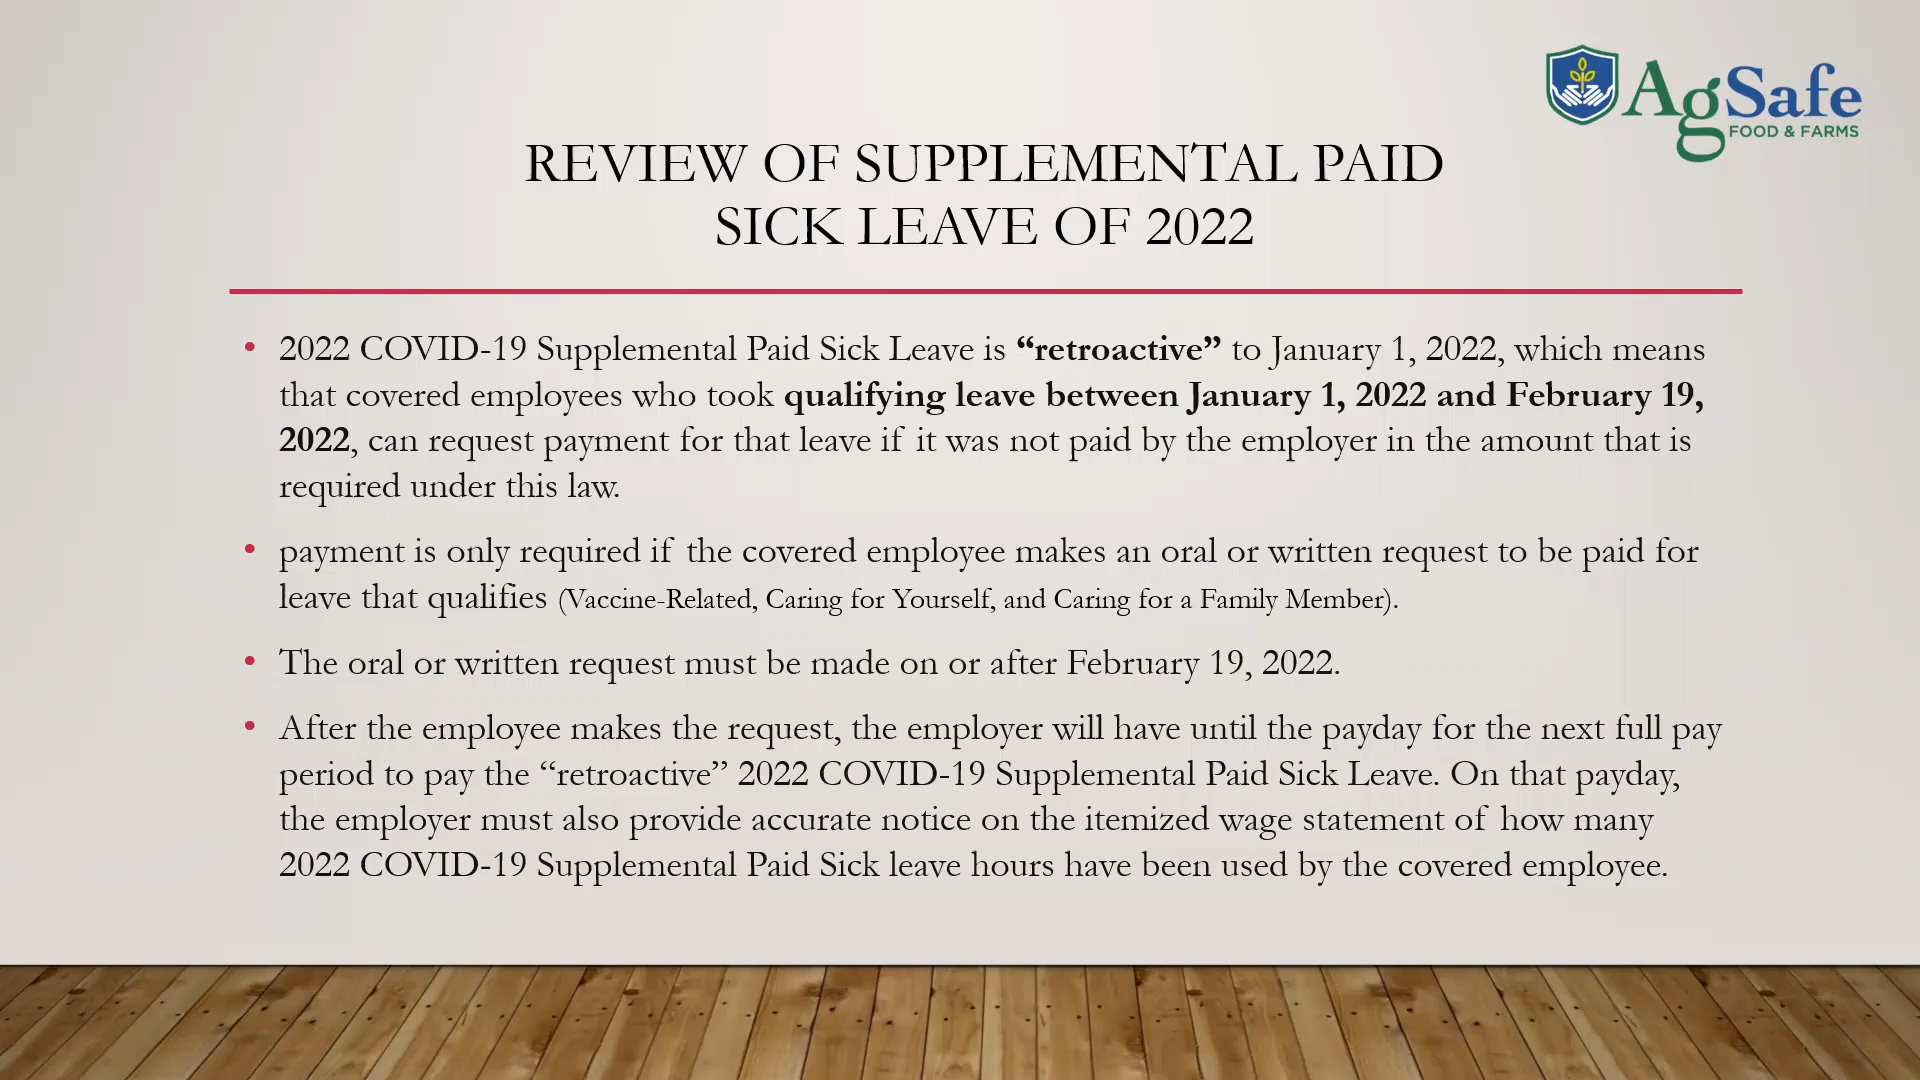 AgSafe
FOOD & FARMS
REVIEW OF SUPPLEMENTAL PAID
SICK LEAVE OF 2022
• 2022 COVID-19 Supplemental Paid Sick Leave is “retroactive” to January 1, 2022, which means
that covered employees who took qualifying leave between January 1, 2022 and February 19,
2022, can request payment for that leave if it was not paid by the employer in the amount that is
required under this law.
• payment is only required if the covered employee makes an oral or written request to be paid for
leave that qualifies (Vaccine-Related, Caring for Yourself, and Caring for a Family Member).
• The oral or written request must be made on or after February 19, 2022.
• After the employee makes the request, the employer will have until the payday for the next full pay
period to pay the “retroactive” 2022 COVID-19 Supplemental Paid Sick Leave. On that payday,
the employer must also provide accurate notice on the itemized wage statement of how many
2022 COVID-19 Supplemental Paid Sick leave hours have been used by the covered employee.